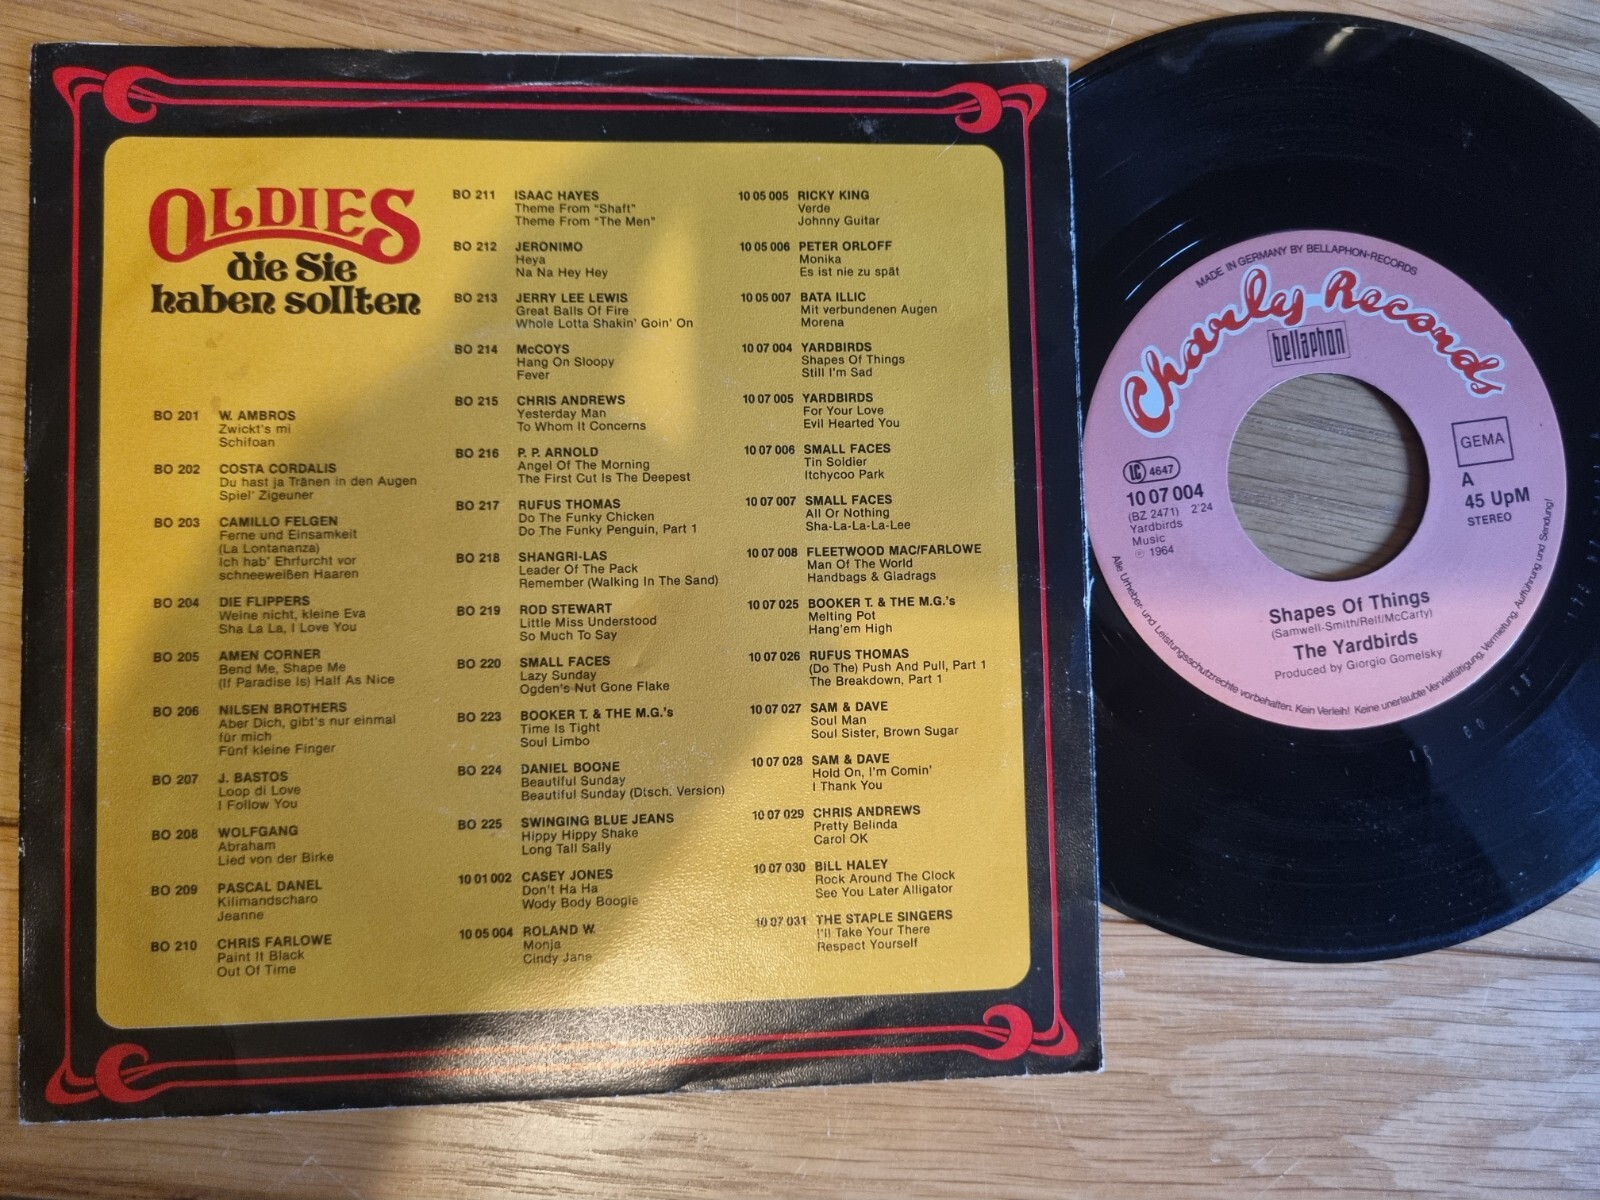 OLDIES
die Sie
haben sollten
BO 201 W. AMBROS
Zwickt's mi
Schifoan
BO 202 COSTA CORDALIS
Du hast ja Tränen in den Augen
Spiel' Zigeuner
BO 203 CAMILLO FELGEN
Ferne und Einsamkeit
(La Lontananza)
Ich hab' Ehrfurcht vor
schneeweißen Haaren
BO 204 DIE FLIPPERS
Weine nicht, kleine Eva
Sha La La, I Love You
BO 205 AMEN CORNER
Bend Me, Shape Me
(If Paradise Is) Half As Nice
BO 206 NILSEN BROTHERS
Aber Dich, gibt's nur einmal
für mich
Fünf kleine Finger
BO 207 J. BASTOS
Loop di Love
I Follow You
BO 208 WOLFGANG
Abraham
Lied von der Birke
BO 209 PASCAL DANEL
Kilimandscharo
Jeanne
BO 210 CHRIS FARLOWE
Paint It Black
Out Of Time
BO 211 ISAAC HAYES
Theme From "Shaft"
Theme From "The Men"
BO 212 JERONIMO
Heya
Na Na Hey Hey
BO 213 JERRY LEE LEWIS
Great Balls Of Fire
Whole Lotta Shakin' Goin' On
BO 214 McCOYS
Hang On Sloopy
Fever
BO 215 CHRIS ANDREWS
Yesterday Man
To Whom It Concerns
BO 216 P. P. ARNOLD
Angel Of The Morning
The First Cut Is The Deepest
BO 217 RUFUS THOMAS
Do The Funky Chicken
Do The Funky Penguin, Part 1
BO 218 SHANGRI-LAS
Leader Of The Pack
Remember (Walking In The Sand)
BO 219 ROD STEWART
Little Miss Understood
So Much To Say
BO 220 SMALL FACES
Lazy Sunday
Ogden's Nut Gone Flake
BO 223 BOOKER T. & THE M.G.'s
Time Is Tight
Soul Limbo
BO 224 DANIEL BOONE
Beautiful Sunday
Beautiful Sunday (Dtsch. Version)
BO 225 SWINGING BLUE JEANS
Hippy Hippy Shake
Long Tall Sally
10 01 002 CASEY JONES
Don't Ha Ha
Wody Body Boogie
10 05 004 ROLAND W.
Monja
Cindy Jane
10 05 005 RICKY KING
Verde
Johnny Guitar
10 05 006 PETER ORLOFF
Monika
Es ist nie zu spät
10 05 007 BATA ILLIC
Mit verbundenen Augen
Morena
10 07 004 YARDBIRDS
Shapes Of Things
Still I'm Sad
10 07 005 YARDBIRDS
For Your Love
Evil Hearted You
10 07 006 SMALL FACES
Tin Soldier
Itchycoo Park
10 07 007 SMALL FACES
All Or Nothing
Sha-La-La-La-Lee
10 07 008 FLEETWOOD MAC/FARLOWE
Man Of The World
Handbags & Gladrags
10 07 025 BOOKER T. & THE M.G.'s
Melting Pot
Hang'em High
10 07 026 RUFUS THOMAS
(Do The) Push And Pull, Part 1
The Breakdown, Part 1
10 07 027 SAM & DAVE
Soul Man
Soul Sister, Brown Sugar
10 07 028 SAM & DAVE
Hold On, I'm Comin'
I Thank You
10 07 029 CHRIS ANDREWS
Pretty Belinda
Carol OK
10 07 030 BILL HALEY
Rock Around The Clock
See You Later Alligator
10 07 031 THE STAPLE SINGERS
I'll Take Your There
Respect Yourself
MADE IN GERMANY BY BELLAPHON-RECORDS
Charly Records
bellaphon
LC 4647
10 07 004
(BZ 2471) 2'24
Yardbirds
Music
℗ 1964
GEMA
A
45 UpM
STEREO
Shapes Of Things
(Samwell-Smith/Relf/McCarty)
The Yardbirds
Produced by Giorgio Gomelsky
Alle Urheber- und Leistungsschutzrechte vorbehalten. Kein Verleih! Keine unerlaubte Vervielfältigung, Vermietung, Aufführung und Sendung!